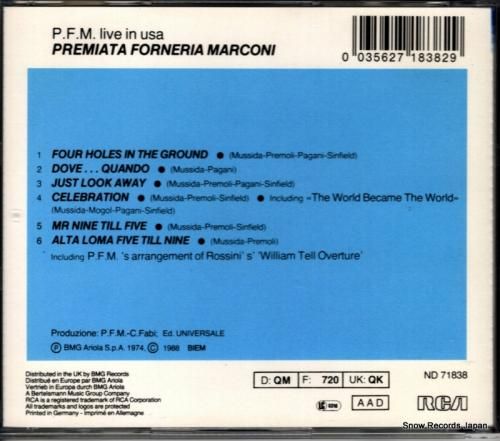 P.F.M. live in usa
PREMIATA FORNERIA MARCONI
0 035627 183829
1 FOUR HOLES IN THE GROUND ● (Mussida-Premoli-Pagani-Sinfield)
2 DOVE . . . QUANDO ● (Mussida-Pagani)
3 JUST LOOK AWAY ● (Mussida-Premoli-Pagani-Sinfield)
4 CELEBRATION ● (Mussida-Premoli-Sinfield) ● Including «The World Became The World»
(Mussida-Mogol-Pagani-Sinfield)
5 MR NINE TILL FIVE ● (Mussida-Premoli-Sinfield)
6 ALTA LOMA FIVE TILL NINE ● (Mussida-Premoli)
Including P.F.M. 's arrangement of Rossini' s' 'William Tell Overture'
Produzione: P.F.M.-C.Fabi; Ed. UNIVERSALE
Ⓟ BMG Ariola S.p.A. 1974, Ⓒ 1988 BIEM
Distributed in the UK by BMG Records
Distribué en Europe par BMG Ariola
Vertrieb in Europa durch BMG Ariola
A Bertelsmann Music Group Company
RCA is a registered trademark of RCA Corporation
All trademarks and logos are protected
Printed in Germany - Imprimé en Allemagne
D: QM F: 720 UK: QK
AAD
ND 71838
RCA
Snow_Records_Japan